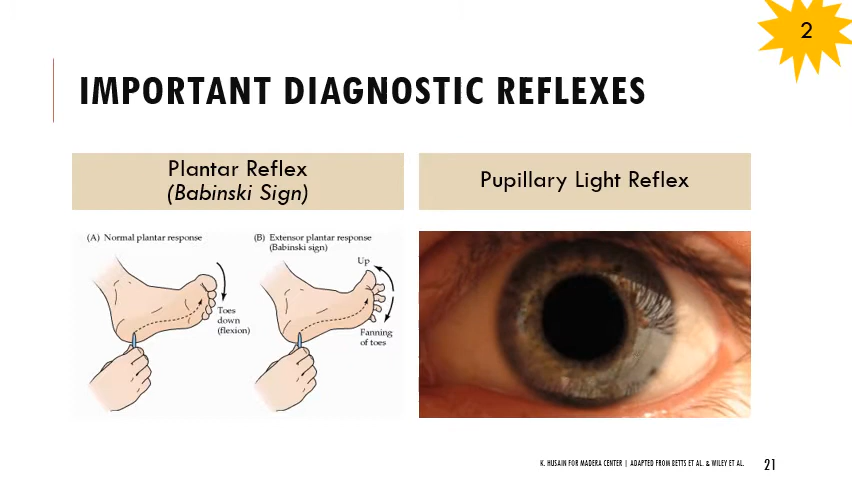 2
IMPORTANT DIAGNOSTIC REFLEXES
Plantar Reflex
(Babinski Sign)
Pupillary Light Reflex
(A) Normal plantar response
Toes
down
(flexion)
(B) Extensor plantar response
(Babinski sign)
Up
Fanning
of toes
K. HUSAIN FOR MADERA CENTER | ADAPTED FROM BETTS ET AL. & WILEY ET AL.
21